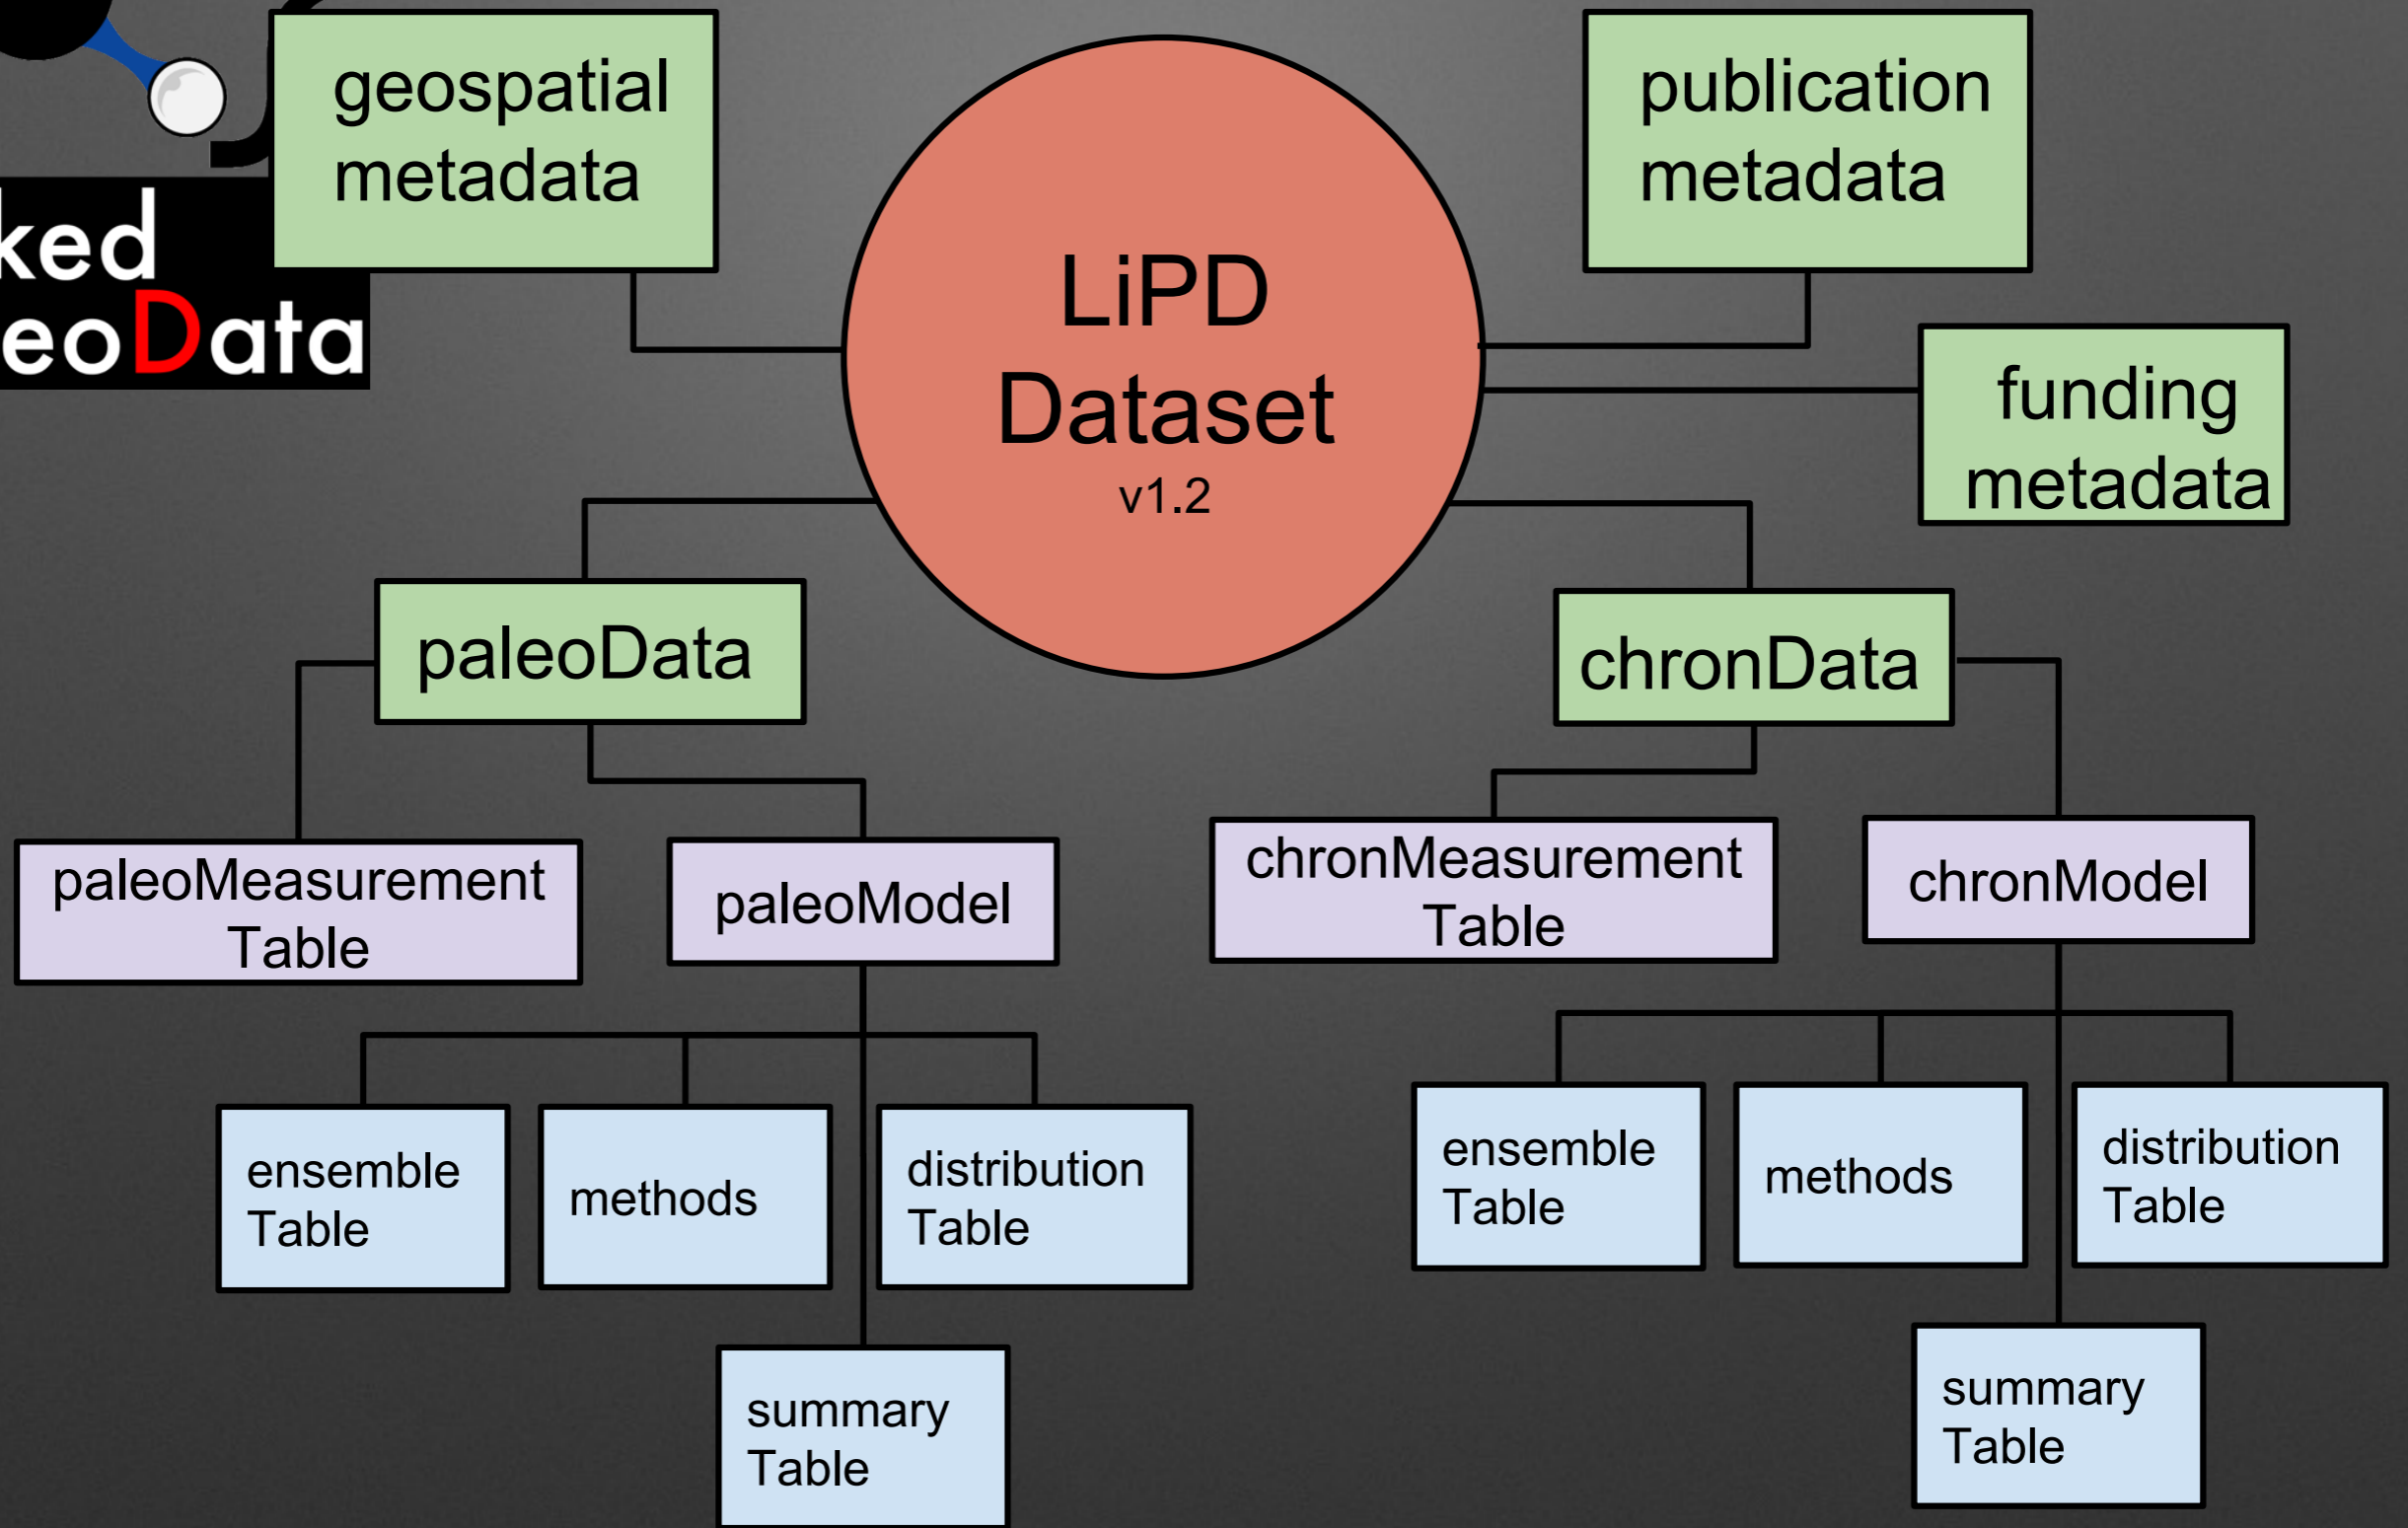 geospatial
metadata
publication
metadata
ked
eoData
LiPD
Dataset
v1.2
funding
metadata
paleoData
chronData
paleoMeasurement
Table
paleoModel
chronMeasurement
Table
chronModel
ensemble
Table
methods
distribution
Table
summary
Table
ensemble
Table
methods
distribution
Table
summary
Table